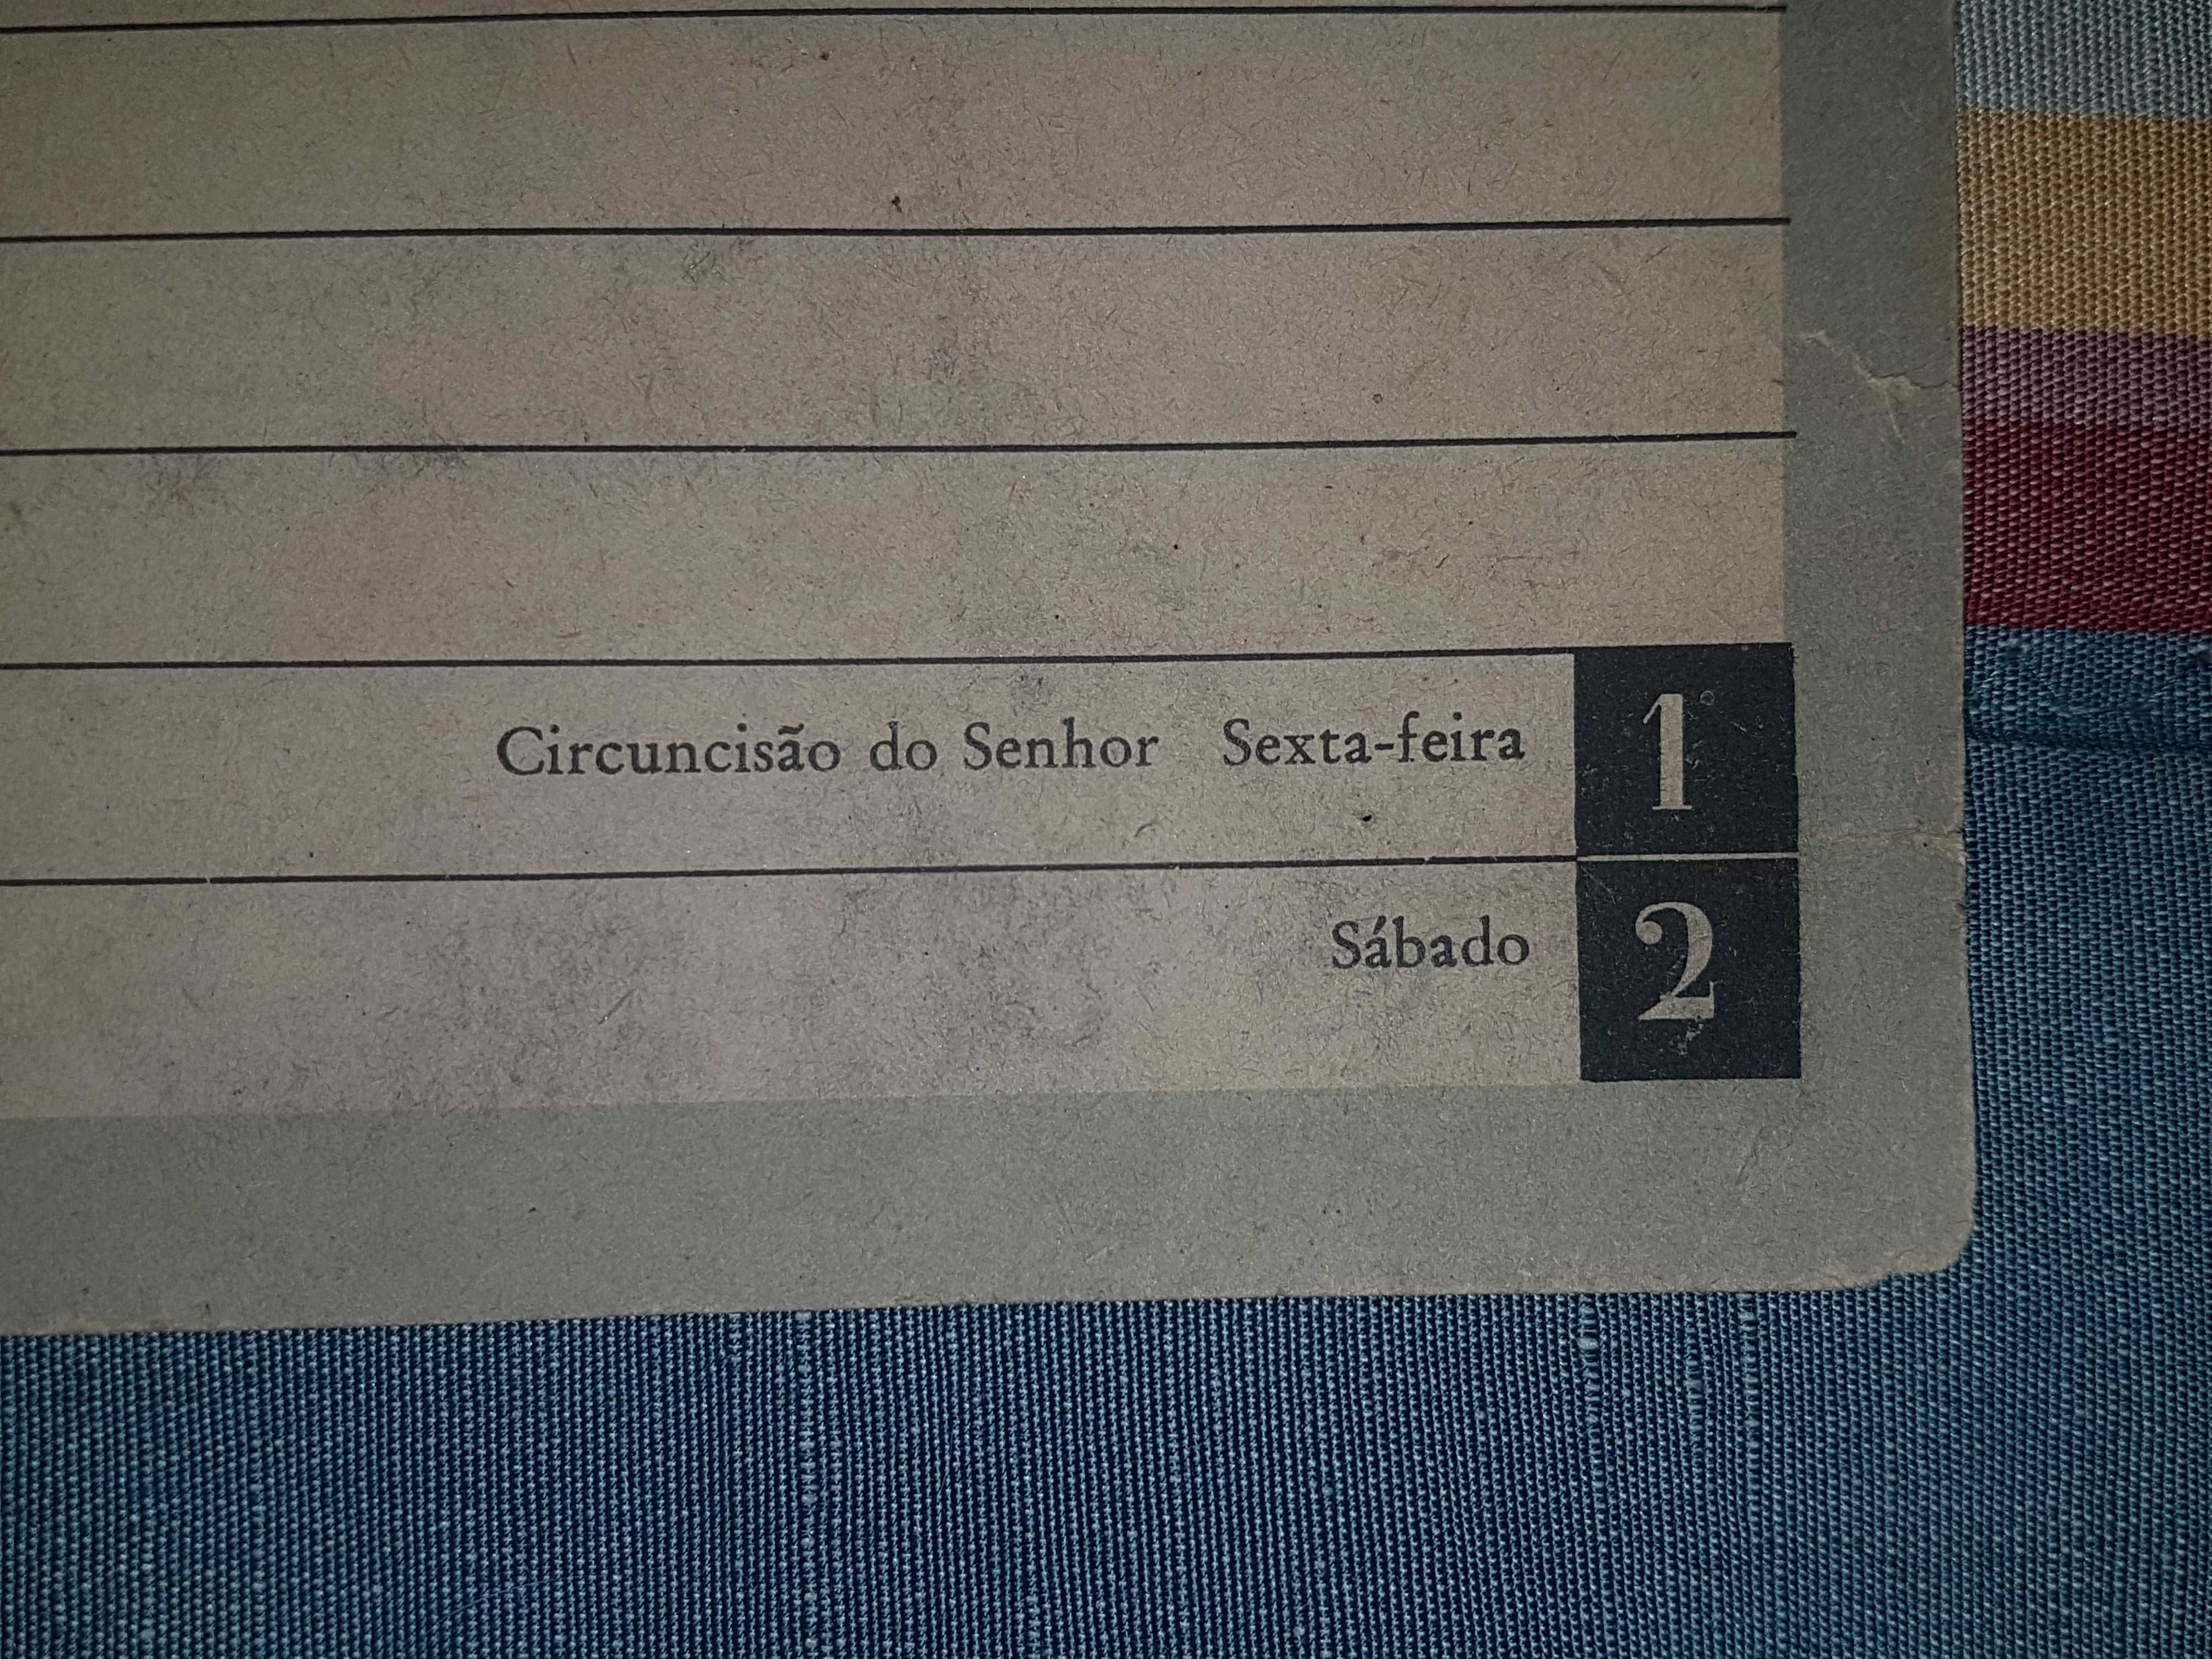 Circuncisão do Senhor Sexta-feira 1
Sábado 2